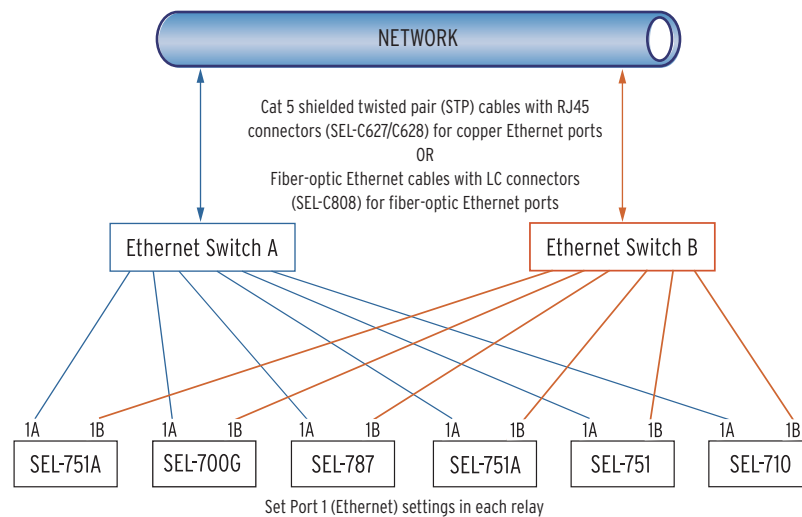 NETWORK
Cat 5 shielded twisted pair (STP) cables with RJ45
connectors (SEL-C627/C628) for copper Ethernet ports
OR
Fiber-optic Ethernet cables with LC connectors
(SEL-C808) for fiber-optic Ethernet ports
Ethernet Switch A
Ethernet Switch B
1A 1B 1A 1B 1A 1B 1A 1B 1A 1B 1A 1B
SEL-751A SEL-700G SEL-787 SEL-751A SEL-751 SEL-710
Set Port 1 (Ethernet) settings in each relay